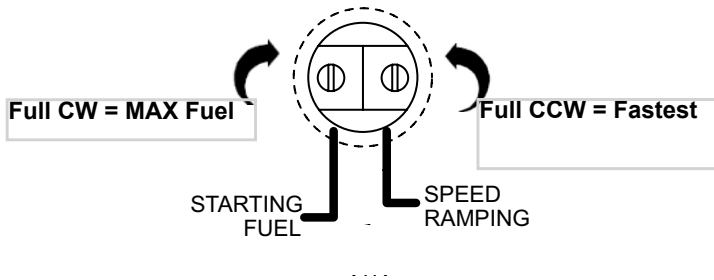 Full CW = MAX Fuel
Full CCW = Fastest
STARTING
FUEL
SPEED
RAMPING